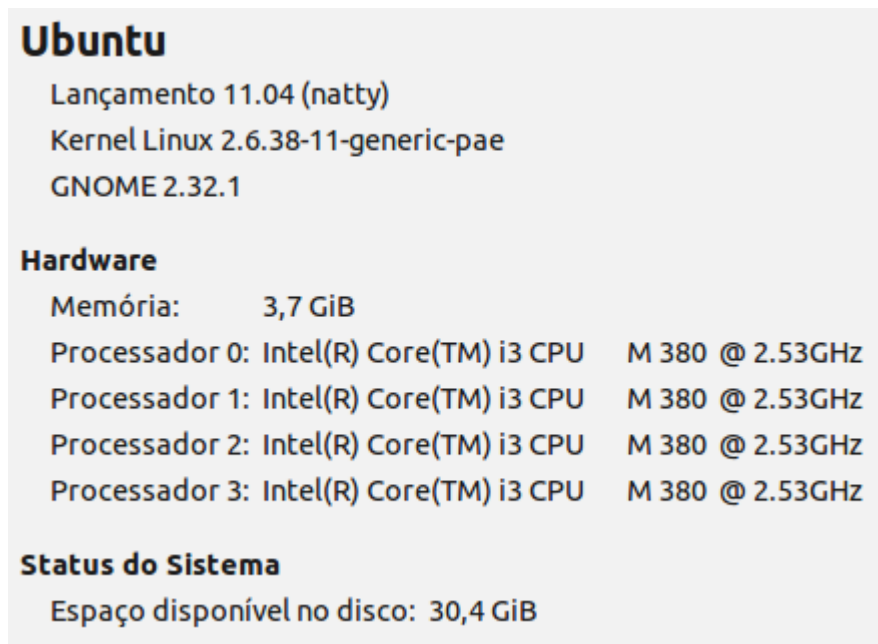 Ubuntu
Lançamento 11.04 (natty)
Kernel Linux 2.6.38-11-generic-pae
GNOME 2.32.1
Hardware
Memória: 3,7 GiB
Processador 0: Intel(R) Core(TM) i3 CPU M 380 @ 2.53GHz
Processador 1: Intel(R) Core(TM) i3 CPU M 380 @ 2.53GHz
Processador 2: Intel(R) Core(TM) i3 CPU M 380 @ 2.53GHz
Processador 3: Intel(R) Core(TM) i3 CPU M 380 @ 2.53GHz
Status do Sistema
Espaço disponível no disco: 30,4 GiB